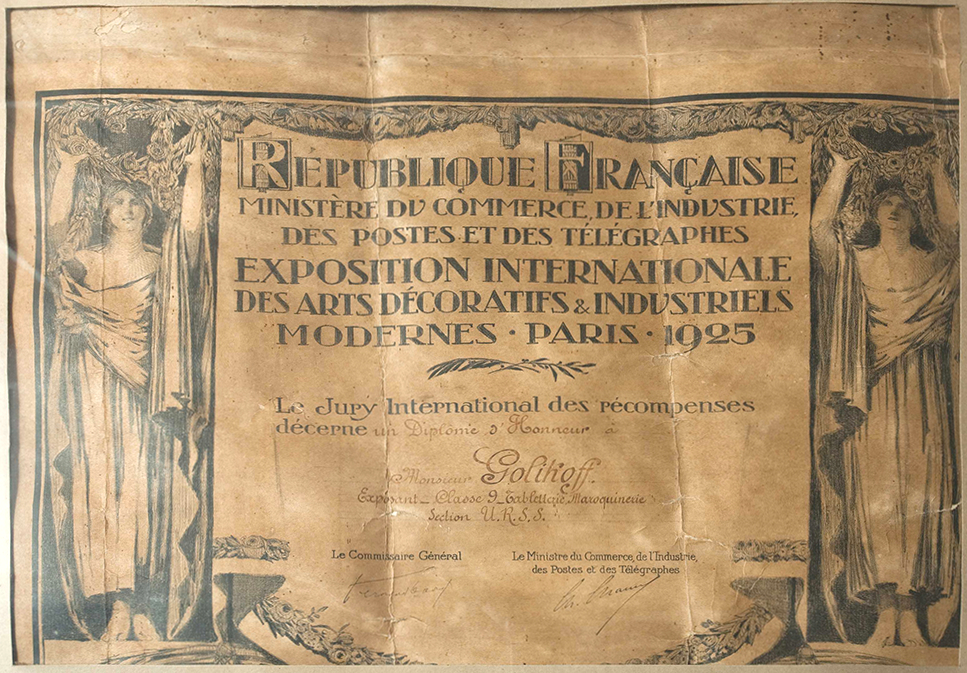 RÉPUBLIQUE FRANÇAISE
MINISTÈRE DU COMMERCE, DE L'INDUSTRIE,
DES POSTES ET DES TÉLÉGRAPHES
EXPOSITION INTERNATIONALE
DES ARTS DÉCORATIFS & INDUSTRIELS
MODERNES · PARIS · 1925
Le Jury International des récompenses
décerne un Diplôme d'Honneur à
Monsieur Golikoff
Exposant _ Classe 9_Tabletterie, Maroquinerie
Section U.R.S.S.
Le Commissaire Général
Le Ministre du Commerce, de l'Industrie,
des Postes et des Télégraphes